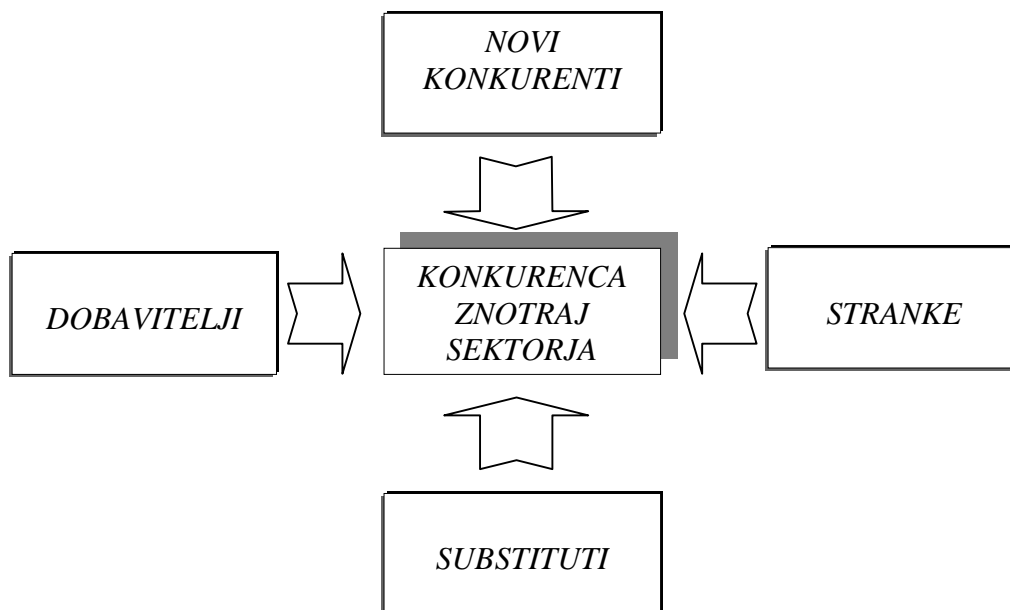 NOVI
KONKURENTI
DOBAVITELJI
KONKURENCA
ZNOTRAJ
SEKTORJA
STRANKE
SUBSTITUTI